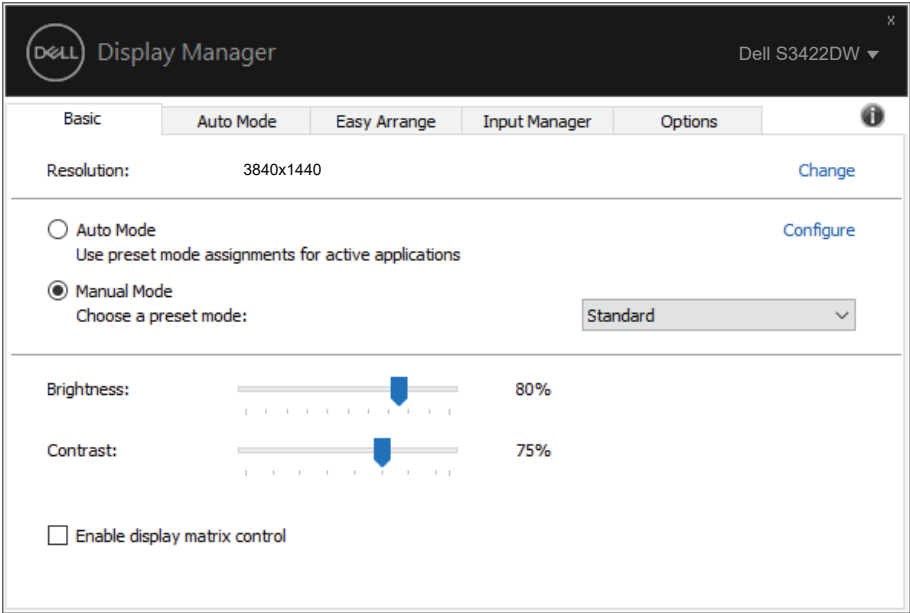 x
DELL Display Manager Dell S3422DW
Basic Auto Mode Easy Arrange Input Manager Options i
Resolution: 3840x1440 Change
Auto Mode Configure
Use preset mode assignments for active applications
Manual Mode
Choose a preset mode: Standard
Brightness: 80%
Contrast: 75%
Enable display matrix control